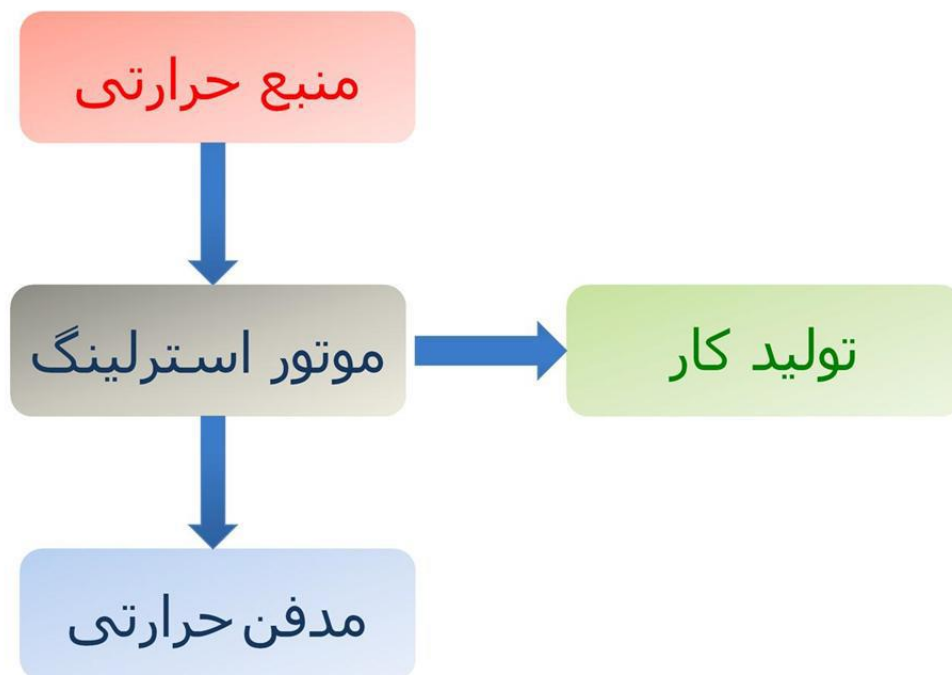 منبع حرارتی
موتور استرلینگ
تولید کار
مدفن حرارتی